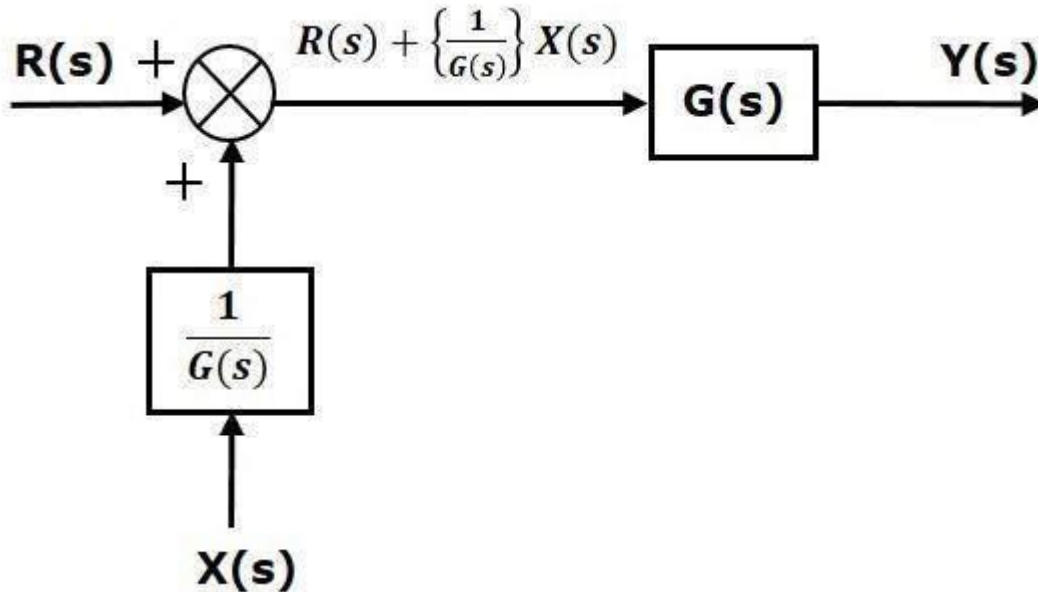 R(s) +
R(s) + {1/G(s)} X(s)
G(s)
Y(s)
+
1/G(s)
X(s)